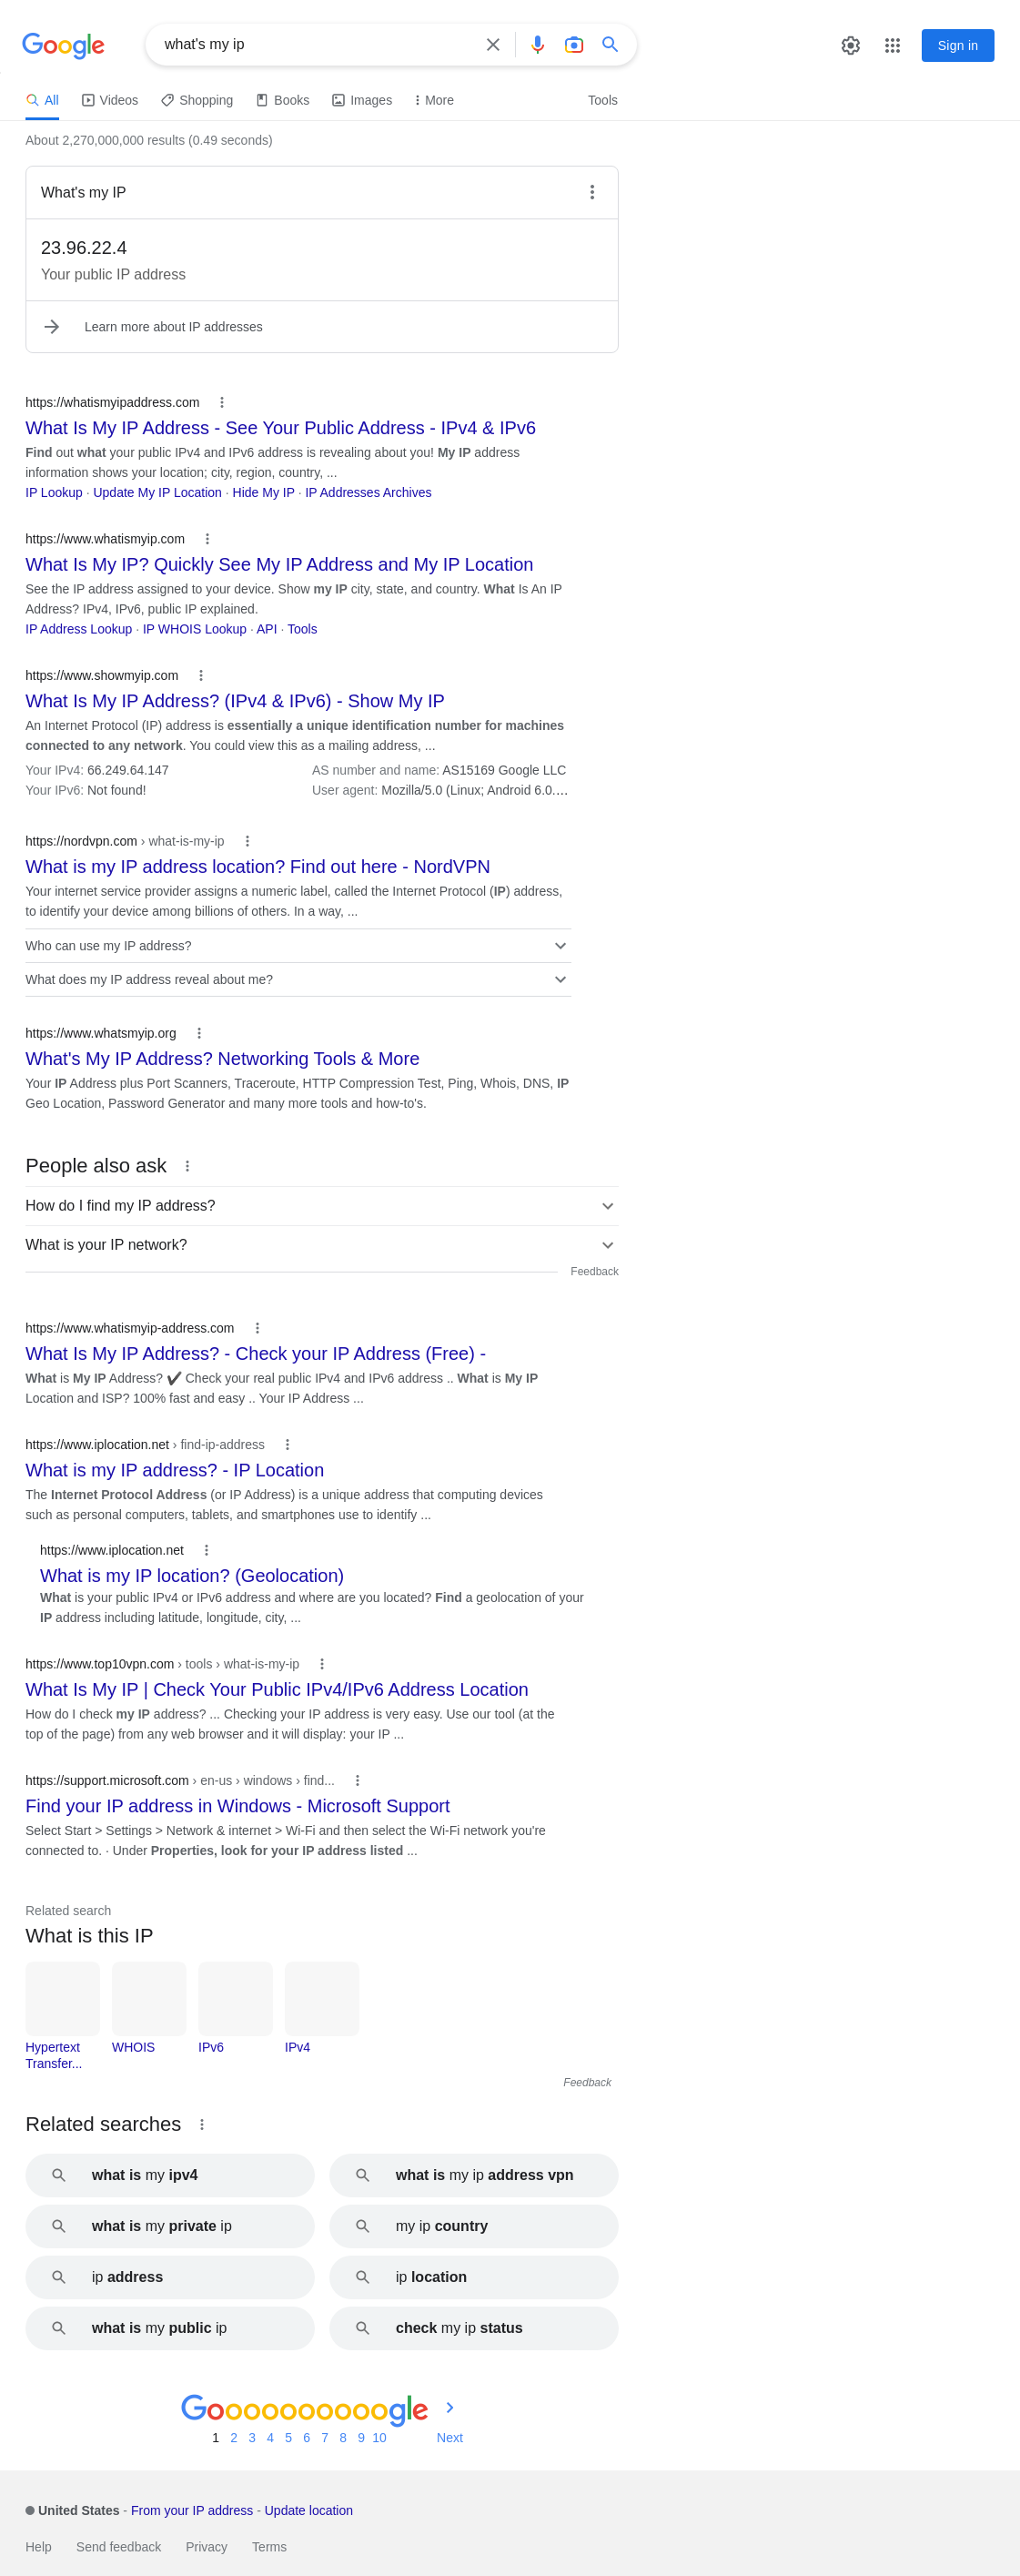 Google
what's my ip
Sign in
All Videos Shopping Books Images More Tools
About 2,270,000,000 results (0.49 seconds)
What's my IP
23.96.22.4
Your public IP address
Learn more about IP addresses
https://whatismyipaddress.com
What Is My IP Address - See Your Public Address - IPv4 & IPv6
Find out what your public IPv4 and IPv6 address is revealing about you! My IP address
information shows your location; city, region, country, ...
IP Lookup · Update My IP Location · Hide My IP · IP Addresses Archives
https://www.whatismyip.com
What Is My IP? Quickly See My IP Address and My IP Location
See the IP address assigned to your device. Show my IP city, state, and country. What Is An IP
Address? IPv4, IPv6, public IP explained.
IP Address Lookup · IP WHOIS Lookup · API · Tools
https://www.showmyip.com
What Is My IP Address? (IPv4 & IPv6) - Show My IP
An Internet Protocol (IP) address is essentially a unique identification number for machines
connected to any network. You could view this as a mailing address, ...
Your IPv4: 66.249.64.147 AS number and name: AS15169 Google LLC
Your IPv6: Not found! User agent: Mozilla/5.0 (Linux; Android 6.0....
https://nordvpn.com › what-is-my-ip
What is my IP address location? Find out here - NordVPN
Your internet service provider assigns a numeric label, called the Internet Protocol (IP) address,
to identify your device among billions of others. In a way, ...
Who can use my IP address?
What does my IP address reveal about me?
https://www.whatsmyip.org
What's My IP Address? Networking Tools & More
Your IP Address plus Port Scanners, Traceroute, HTTP Compression Test, Ping, Whois, DNS, IP
Geo Location, Password Generator and many more tools and how-to's.
People also ask
How do I find my IP address?
What is your IP network?
Feedback
https://www.whatismyip-address.com
What Is My IP Address? - Check your IP Address (Free) -
What is My IP Address? ✔ Check your real public IPv4 and IPv6 address .. What is My IP
Location and ISP? 100% fast and easy .. Your IP Address ...
https://www.iplocation.net › find-ip-address
What is my IP address? - IP Location
The Internet Protocol Address (or IP Address) is a unique address that computing devices
such as personal computers, tablets, and smartphones use to identify ...
https://www.iplocation.net
What is my IP location? (Geolocation)
What is your public IPv4 or IPv6 address and where are you located? Find a geolocation of your
IP address including latitude, longitude, city, ...
https://www.top10vpn.com › tools › what-is-my-ip
What Is My IP | Check Your Public IPv4/IPv6 Address Location
How do I check my IP address? ... Checking your IP address is very easy. Use our tool (at the
top of the page) from any web browser and it will display: your IP ...
https://support.microsoft.com › en-us › windows › find...
Find your IP address in Windows - Microsoft Support
Select Start > Settings > Network & internet > Wi-Fi and then select the Wi-Fi network you're
connected to. · Under Properties, look for your IP address listed ...
Related search
What is this IP
Hypertext WHOIS IPv6 IPv4
Transfer...
Feedback
Related searches
what is my ipv4
what is my ip address vpn
what is my private ip
my ip country
ip address
ip location
what is my public ip
check my ip status
Goooooooooogle
1 2 3 4 5 6 7 8 9 10 Next
United States - From your IP address - Update location
Help Send feedback Privacy Terms